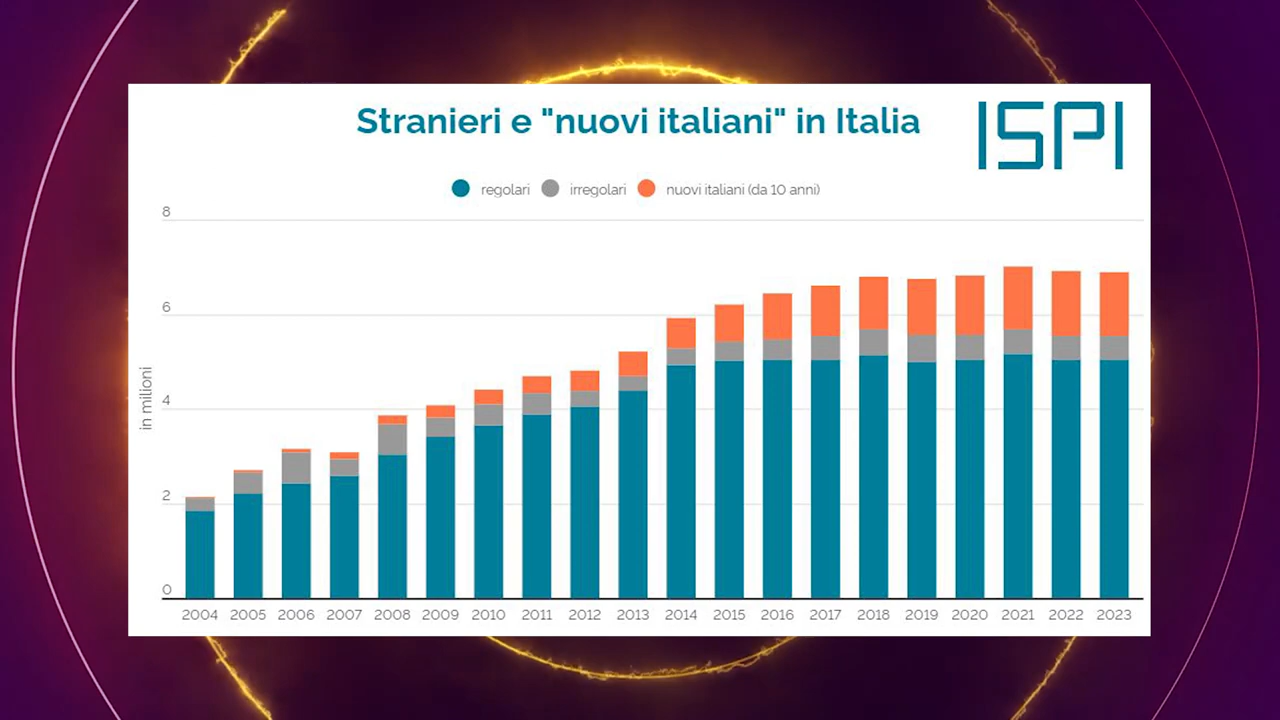 Stranieri e "nuovi italiani" in Italia
ISPI
regolari irregolari nuovi italiani (da 10 anni)
8
6
4
2
0
in milioni
2004 2005 2006 2007 2008 2009 2010 2011 2012 2013 2014 2015 2016 2017 2018 2019 2020 2021 2022 2023